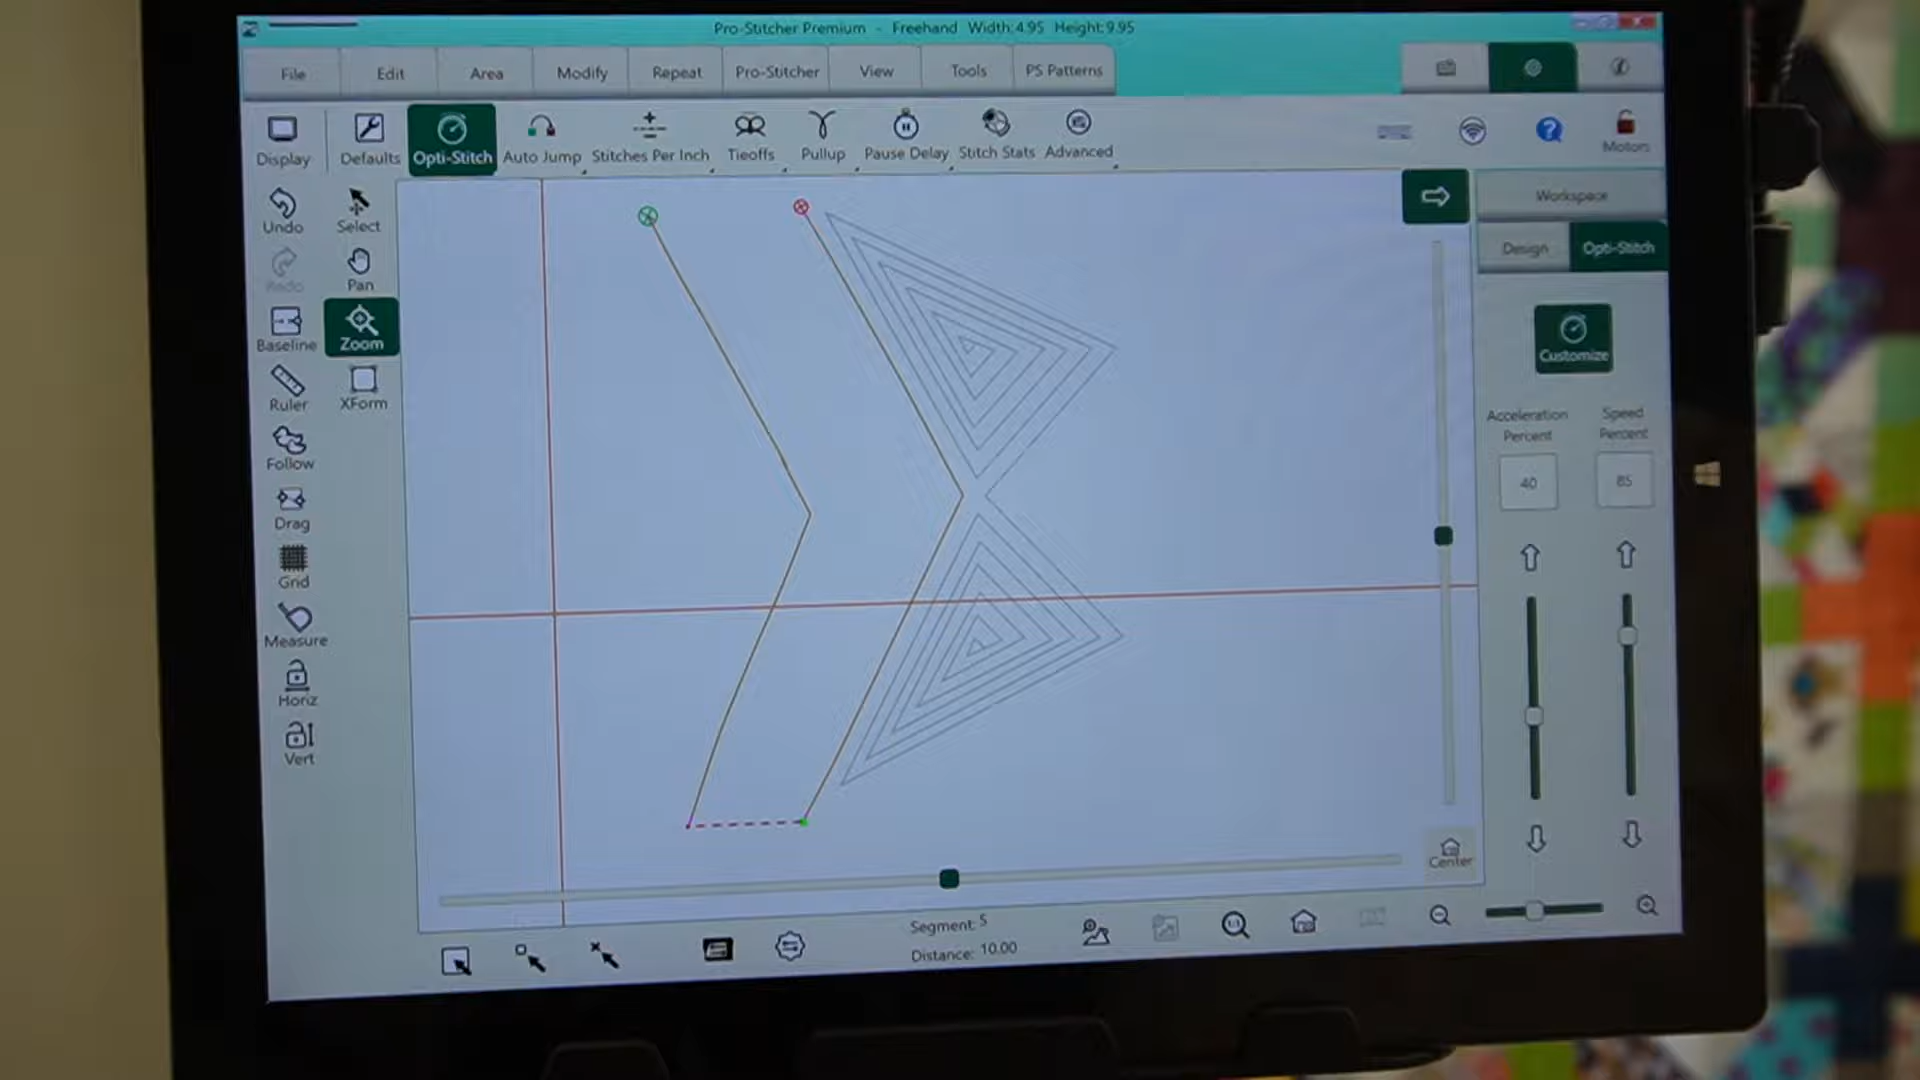 Pro-Stitcher Premium - Freehand Width:4.95 Height:9.95
File Edit Area Modify Repeat Pro-Stitcher View Tools PS Patterns
Display Defaults Opti-Stitch Auto Jump Stitches Per Inch Tieoffs Pullup Pause Delay Stitch Stats Advanced Motors
Undo Select
Redo Pan
Baseline Zoom
Ruler XForm
Follow
Drag
Grid
Measure
Horiz
Vert
Workspace
Design Opti-Stitch
Customize
Acceleration Speed
Percent Percent
40 85
Center
Segment: 5
Distance: 10.00